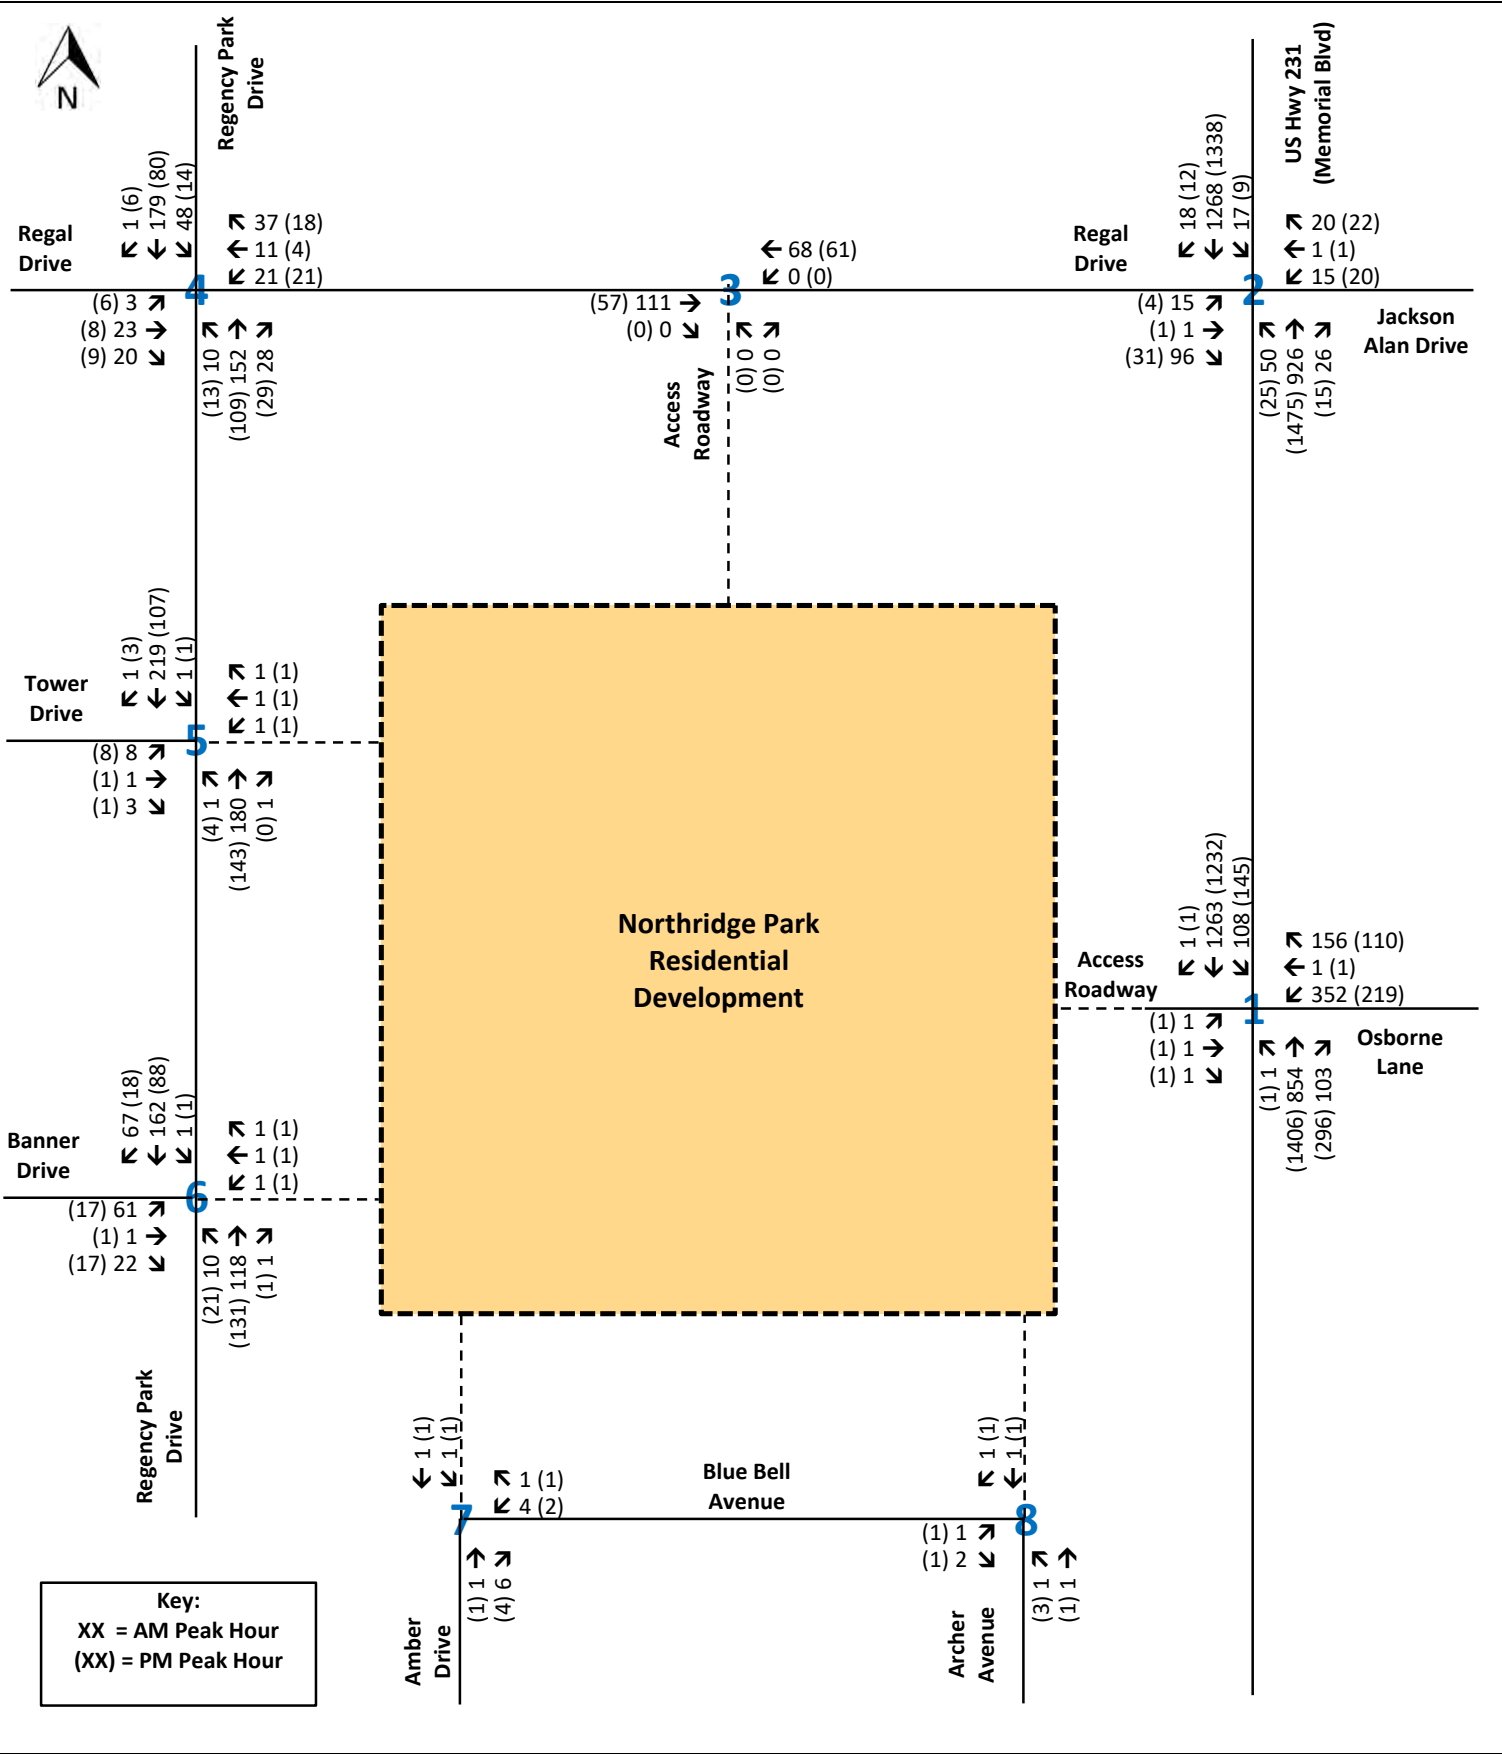 N
Regency Park
Drive
US Hwy 231
(Memorial Blvd)
Regal
Drive
1 (6)
179 (80)
48 (14)
37 (18)
11 (4)
21 (21)
4
(6) 3
(8) 23
(9) 20
(13) 10
(109) 152
(29) 28
68 (61)
0 (0)
3
(57) 111
(0) 0
(0) 0
(0) 0
Access
Roadway
Regal
Drive
18 (12)
1268 (1338)
17 (9)
20 (22)
1 (1)
15 (20)
2
(4) 15
(1) 1
(31) 96
(25) 50
(1475) 926
(15) 26
Jackson
Alan Drive
Tower
Drive
1 (3)
219 (107)
1 (1)
1 (1)
1 (1)
1 (1)
5
(8) 8
(1) 1
(1) 3
(4) 1
(143) 180
(0) 1
Northridge Park
Residential
Development
Access
Roadway
1 (1)
1263 (1232)
108 (145)
156 (110)
1 (1)
352 (219)
1
(1) 1
(1) 1
(1) 1
(1) 1
(1406) 854
(296) 103
Osborne
Lane
Banner
Drive
67 (18)
162 (88)
1 (1)
1 (1)
1 (1)
1 (1)
6
(17) 61
(1) 1
(17) 22
(21) 10
(131) 118
(1) 1
Regency Park
Drive
1 (1)
1 (1)
1 (1)
4 (2)
7
(1) 1
(4) 6
Amber
Drive
Blue Bell
Avenue
1 (1)
1 (1)
8
(1) 1
(1) 2
(3) 1
(1) 1
Archer
Avenue
Key:
XX = AM Peak Hour
(XX) = PM Peak Hour